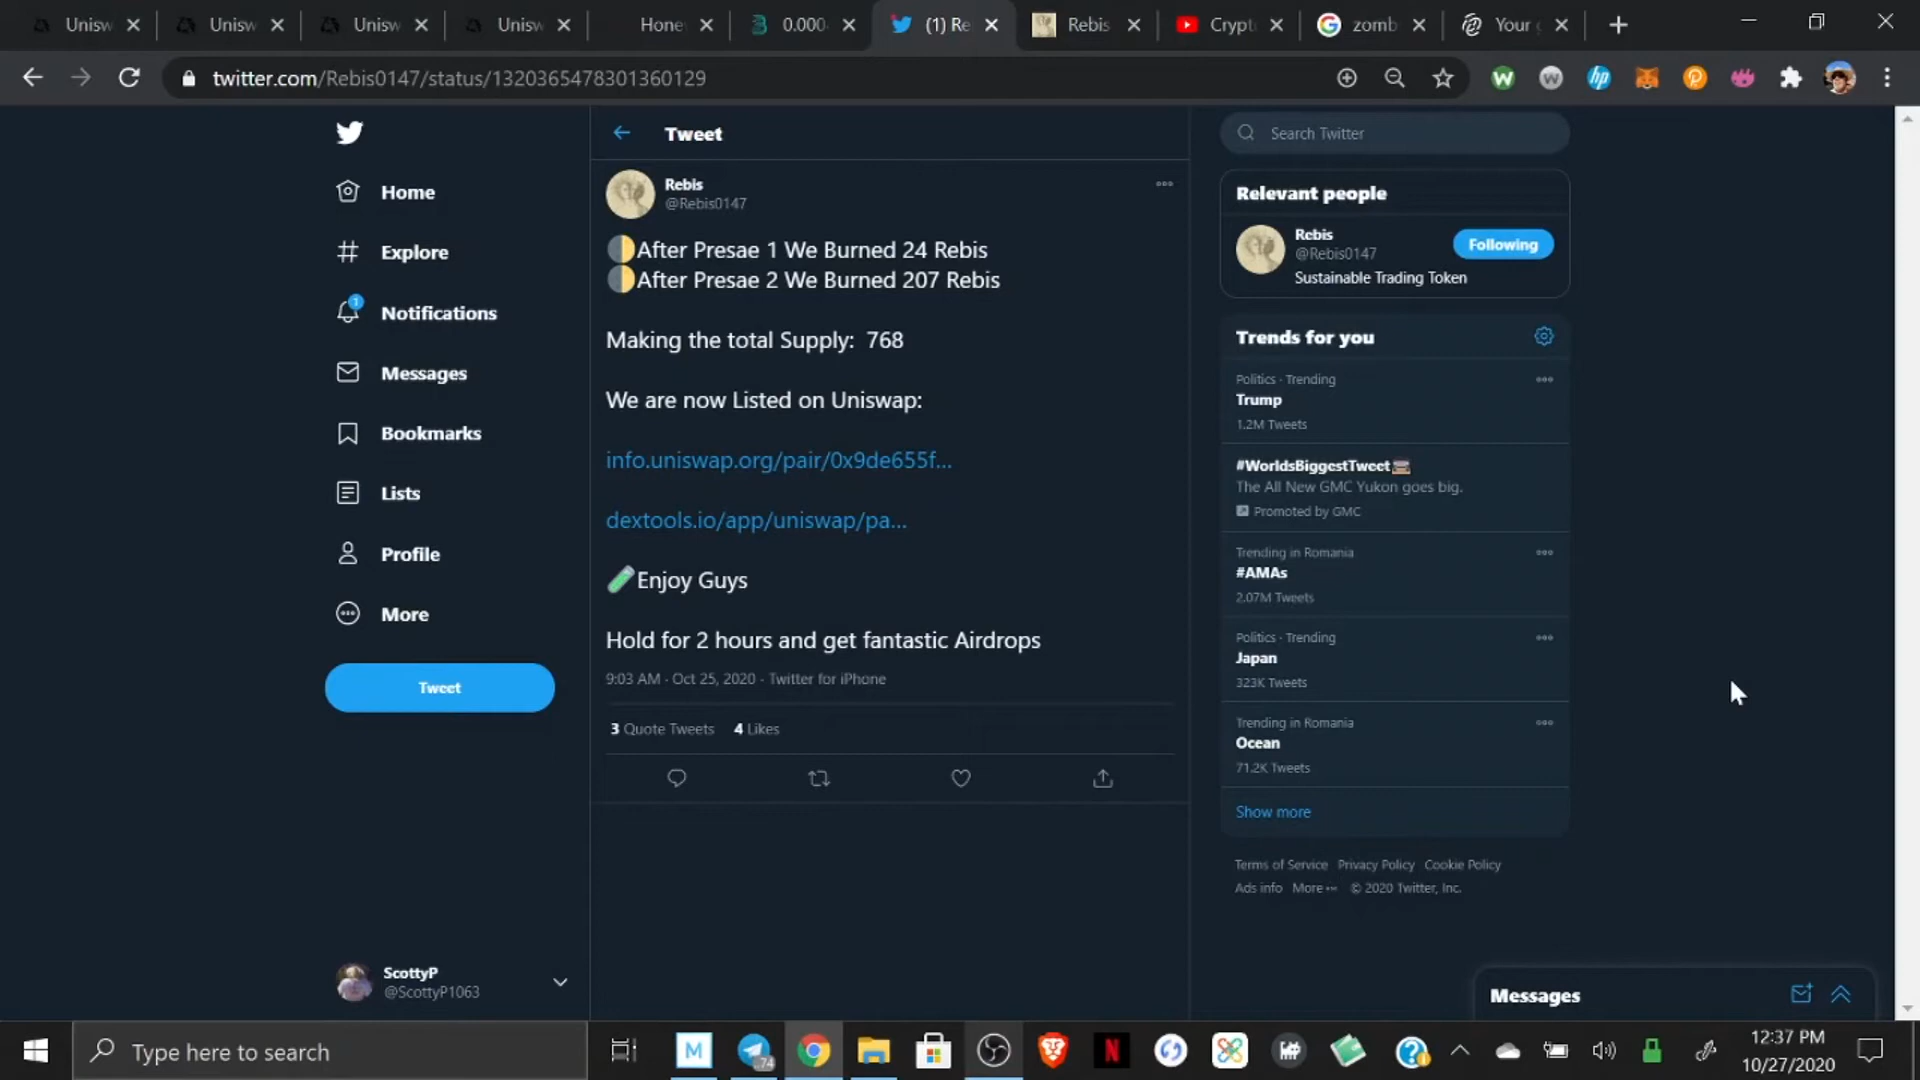 Unisw
Unisw
Unisw
Unisw
Hone
0.000
(1) Re
Rebis
Crypt
zomb
Your
twitter.com/Rebis0147/status/1320365478301360129
Home
Explore
1
Notifications
Messages
Bookmarks
Lists
Profile
More
Tweet
ScottyP
@ScottyP1063
Tweet
Rebis
@Rebis0147
🌓After Presae 1 We Burned 24 Rebis
🌓After Presae 2 We Burned 207 Rebis
Making the total Supply:  768
We are now Listed on Uniswap:
info.uniswap.org/pair/0x9de655f...
dextools.io/app/uniswap/pa...
🧪Enjoy Guys
Hold for 2 hours and get fantastic Airdrops
9:03 AM · Oct 25, 2020 · Twitter for iPhone
3 Quote Tweets 4 Likes
Search Twitter
Relevant people
Rebis
@Rebis0147
Following
Sustainable Trading Token
Trends for you
Politics · Trending
Trump
1.2M Tweets
#WorldsBiggestTweet
The All New GMC Yukon goes big.
Promoted by GMC
Trending in Romania
#AMAs
2.07M Tweets
Politics · Trending
Japan
323K Tweets
Trending in Romania
Ocean
71.2K Tweets
Show more
Terms of Service Privacy Policy Cookie Policy
Ads info More © 2020 Twitter, Inc.
Messages
Type here to search
74
12:37 PM
10/27/2020